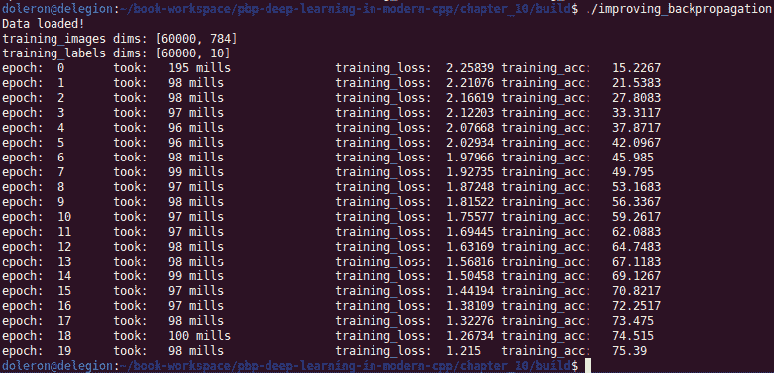 doleron@delegion:~/book-workspace/pbp-deep-learning-in-modern-cpp/chapter_10/build$ ./improving_backpropagation
Data loaded!
training_images dims: [60000, 784]
training_labels dims: [60000, 10]
epoch: 0 took: 195 mills training_loss: 2.25839 training_acc: 15.2267
epoch: 1 took: 98 mills training_loss: 2.21076 training_acc: 21.5383
epoch: 2 took: 98 mills training_loss: 2.16619 training_acc: 27.8083
epoch: 3 took: 97 mills training_loss: 2.12203 training_acc: 33.3117
epoch: 4 took: 96 mills training_loss: 2.07668 training_acc: 37.8717
epoch: 5 took: 96 mills training_loss: 2.02934 training_acc: 42.0967
epoch: 6 took: 98 mills training_loss: 1.97966 training_acc: 45.985
epoch: 7 took: 99 mills training_loss: 1.92735 training_acc: 49.795
epoch: 8 took: 97 mills training_loss: 1.87248 training_acc: 53.1683
epoch: 9 took: 98 mills training_loss: 1.81522 training_acc: 56.3367
epoch: 10 took: 97 mills training_loss: 1.75577 training_acc: 59.2617
epoch: 11 took: 97 mills training_loss: 1.69445 training_acc: 62.0883
epoch: 12 took: 98 mills training_loss: 1.63169 training_acc: 64.7483
epoch: 13 took: 98 mills training_loss: 1.56816 training_acc: 67.1183
epoch: 14 took: 99 mills training_loss: 1.50458 training_acc: 69.1267
epoch: 15 took: 97 mills training_loss: 1.44194 training_acc: 70.8217
epoch: 16 took: 97 mills training_loss: 1.38109 training_acc: 72.2517
epoch: 17 took: 98 mills training_loss: 1.32276 training_acc: 73.475
epoch: 18 took: 100 mills training_loss: 1.26734 training_acc: 74.515
epoch: 19 took: 98 mills training_loss: 1.215 training_acc: 75.39
doleron@delegion:~/book-workspace/pbp-deep-learning-in-modern-cpp/chapter_10/build$